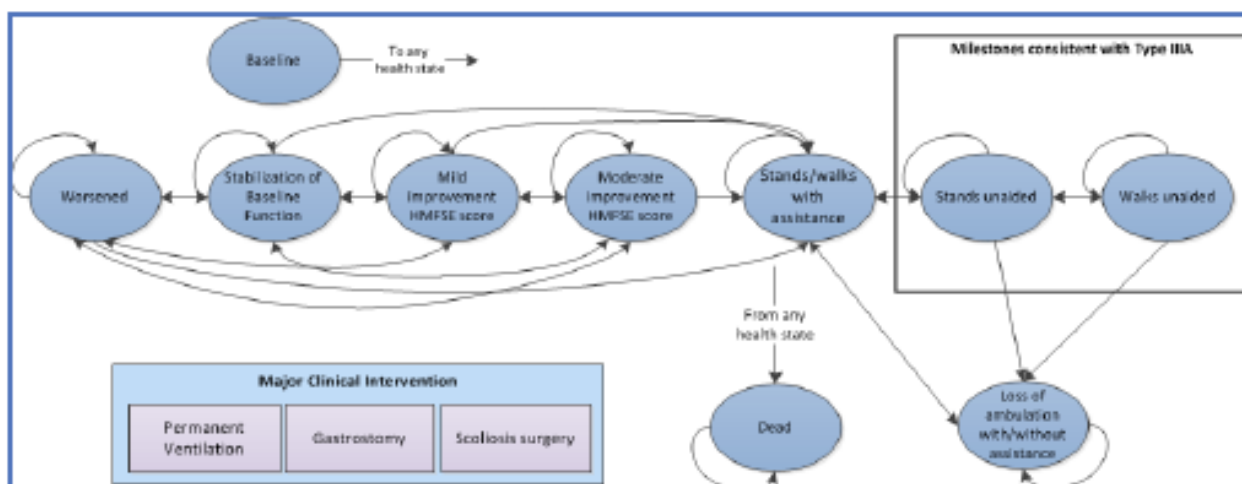 Baseline
To any
health state
Milestones consistent with Type IIIA
Worsened
Stabilization of
Baseline
Function
Mild
improvement
HMFSE score
Moderate
improvement
HMFSE score
Stands/walks
with
assistance
Stands unaided
Walks unaided
From any
health state
Major Clinical Intervention
Permanent
Ventilation
Gastrostomy
Scoliosis surgery
Dead
Loss of
ambulation
with/without
assistance